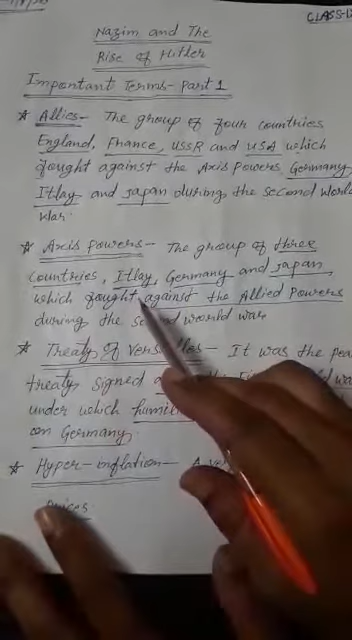 CLASS-
Nazism and The
Rise of Hitler
Important Terms- Part 1
* Allies- The group of four countries
England, France, USSR and USA which
fought against the Axis Powers Germany
Itlay and Japan during the second World
War.
* Axis Powers- The group of three
countries, Itlay, Germany and Japan
which fought against the Allied Powers
during the world war
* Treaty of It was the
treaty signed
under which
on Germany
* Hyper-inflation- A